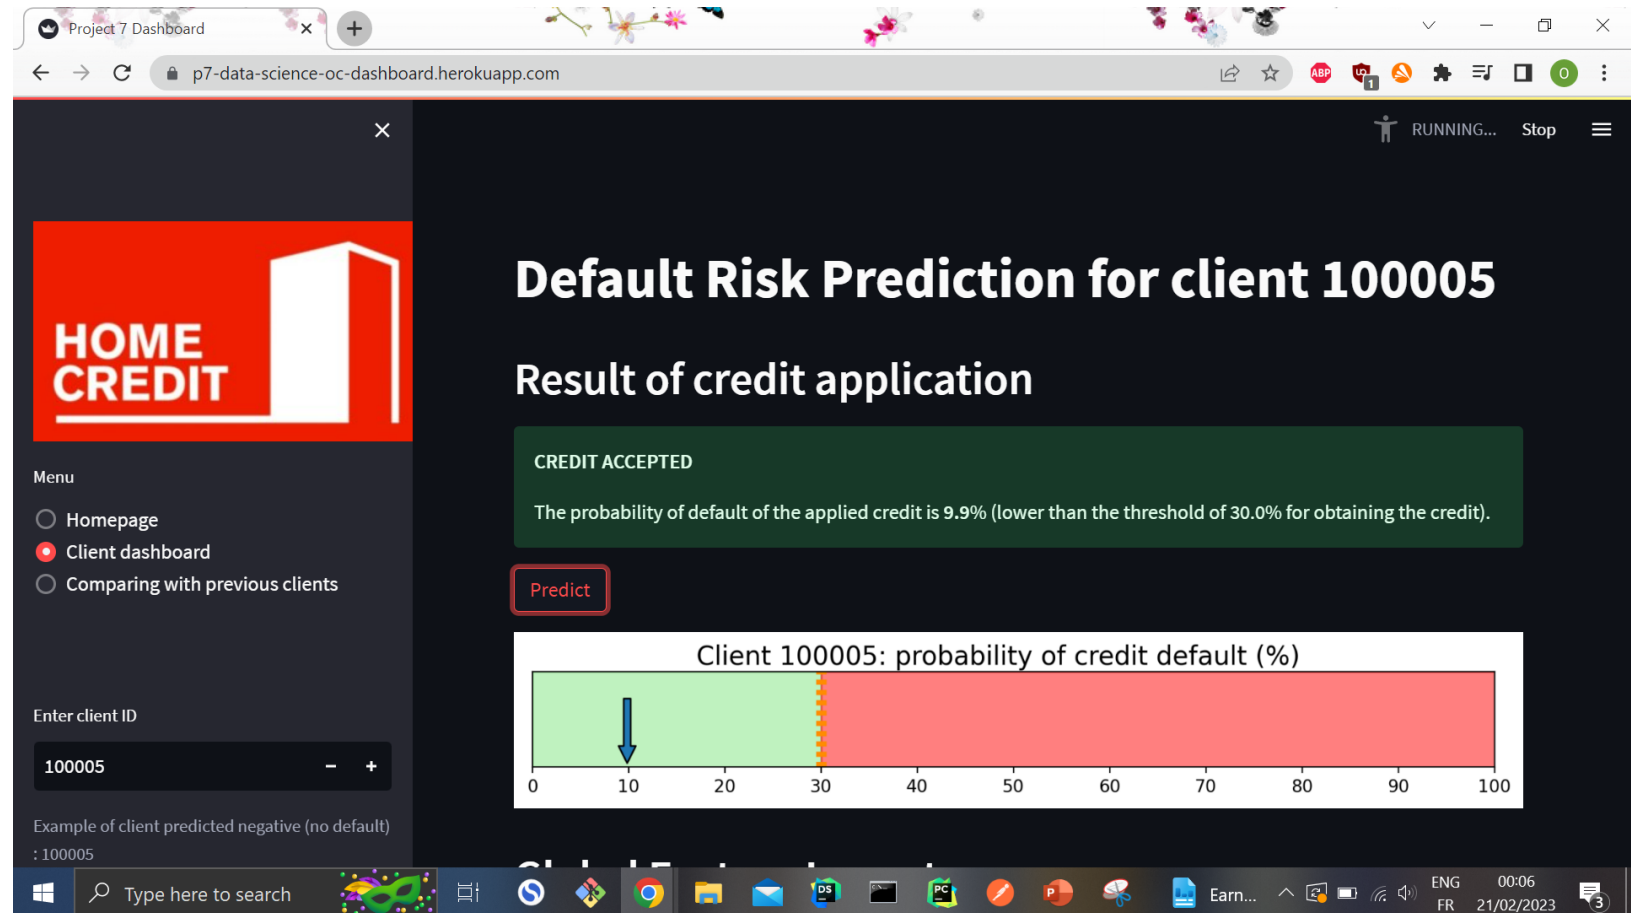 Project 7 Dashboard
p7-data-science-oc-dashboard.herokuapp.com
ABP
1
O
RUNNING...
Stop
HOME
CREDIT
Menu
Homepage
Client dashboard
Comparing with previous clients
Enter client ID
100005
Example of client predicted negative (no default)
: 100005
Default Risk Prediction for client 100005
Result of credit application
CREDIT ACCEPTED
The probability of default of the applied credit is 9.9% (lower than the threshold of 30.0% for obtaining the credit).
Predict
Client 100005: probability of credit default (%)
0 10 20 30 40 50 60 70 80 90 100
Type here to search
DS
PC
P
Earn...
ENG
FR
00:06
21/02/2023
3